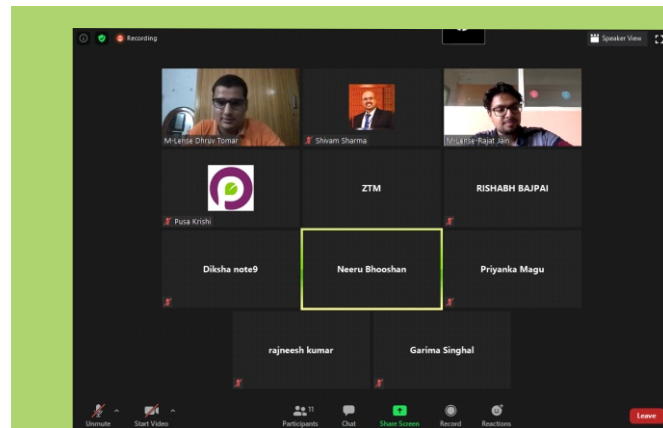 Recording
Speaker View
M-Lense Dhruv Tomar
Shivam Sharma
M-Lense-Rajat Jain
Pusa Krishi
ZTM
RISHABH BAJPAI
Diksha note9
Neeru Bhooshan
Priyanka Magu
rajneesh kumar
Garima Singhal
Unmute
Start Video
11
Participants
Chat
Share Screen
Record
Reactions
Leave